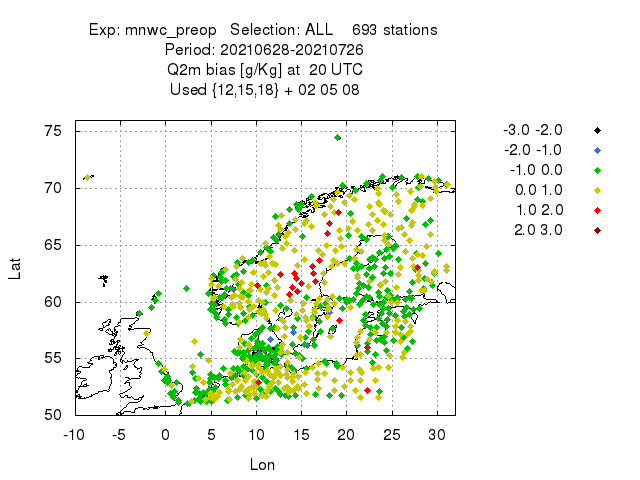 Exp: mnwc_preop   Selection: ALL    693 stations
Period: 20210628-20210726
Q2m bias [g/Kg] at  20 UTC
Used {12,15,18} + 02 05 08
-3.0 -2.0
-2.0 -1.0
-1.0  0.0
0.0  1.0
1.0  2.0
2.0  3.0
75
70
65
60
55
50
Lat
-10 -5 0 5 10 15 20 25 30
Lon